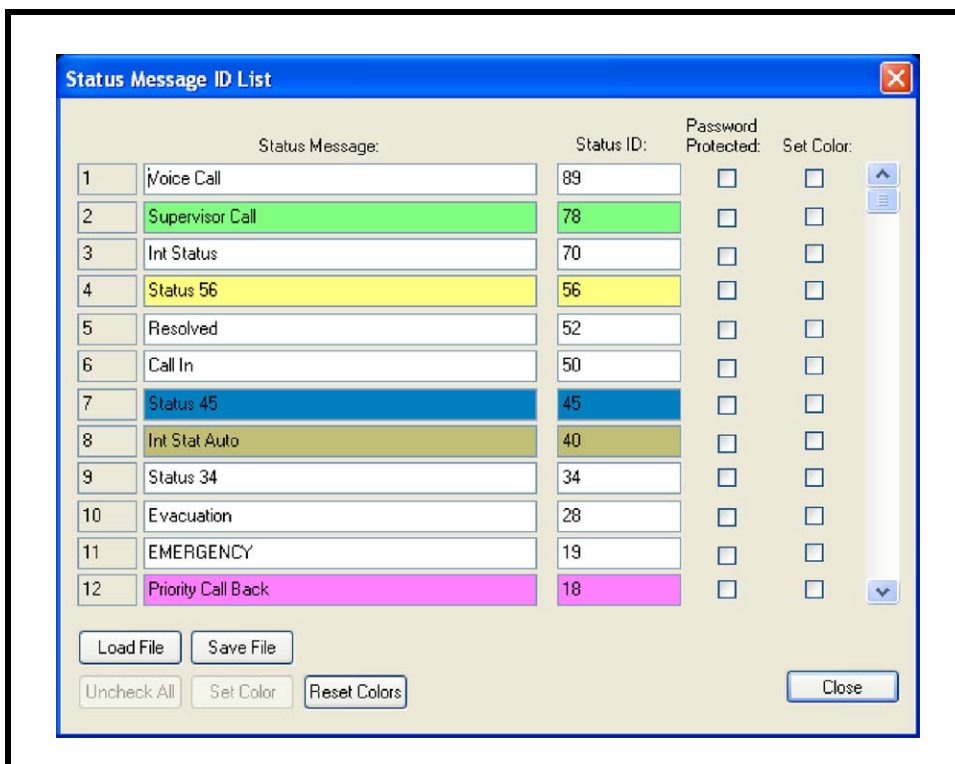 Status Message ID List
Status Message: Status ID: Password Protected: Set Color:
1 Voice Call 89
2 Supervisor Call 78
3 Int Status 70
4 Status 56 56
5 Resolved 52
6 Call In 50
7 Status 45 45
8 Int Stat Auto 40
9 Status 34 34
10 Evacuation 28
11 EMERGENCY 19
12 Priority Call Back 18
Load File Save File
Uncheck All Set Color Reset Colors Close